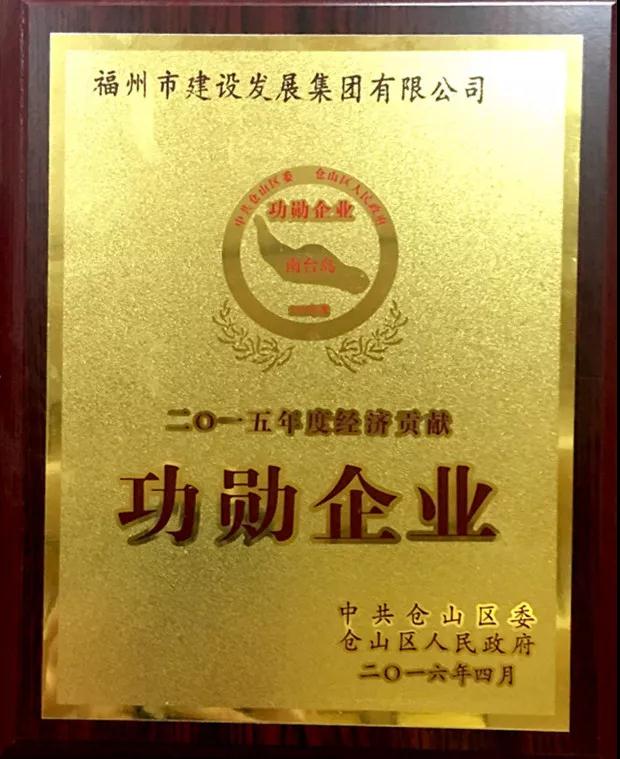 福州市建设发展集团有限公司
中共仓山区委 仓山区人民政府
功勋企业
南台岛
二〇一五年度经济贡献
功勋企业
中共仓山区委
仓山区人民政府
二〇一六年四月